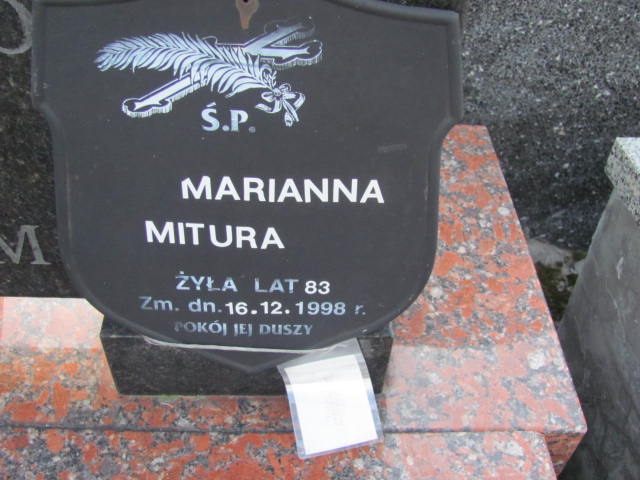 Ś.P.
MARIANNA
MITURA
ŻYŁA LAT 83
Zm. dn. 16.12.1998 r.
POKÓJ JEJ DUSZY
M